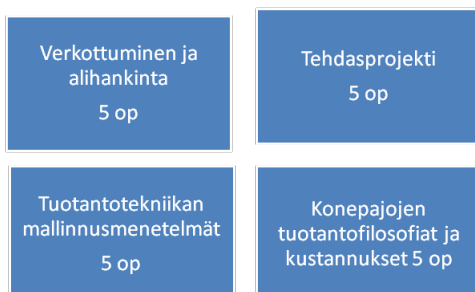 Verkottuminen ja
alihankinta
5 op
Tehdasprojekti
5 op
Tuotantotekniikan
mallinnusmenetelmät
5 op
Konepajojen
tuotantofilosofiat ja
kustannukset 5 op